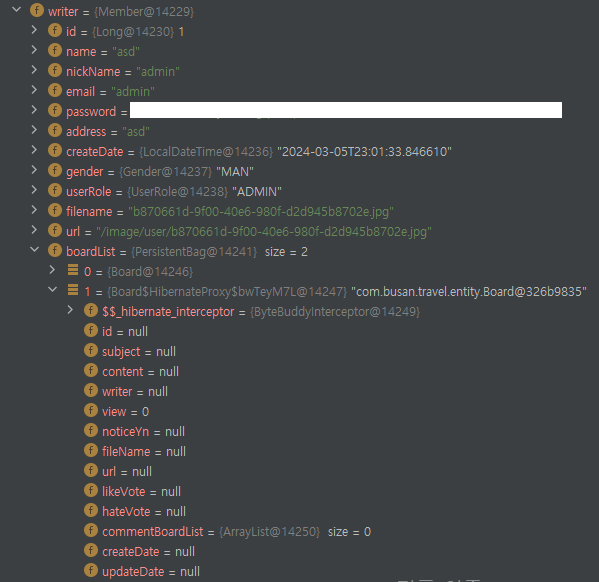 writer = {Member@14229}
id = {Long@14230} 1
name = "asd"
nickName = "admin"
email = "admin"
password =
address = "asd"
createDate = {LocalDateTime@14236} "2024-03-05T23:01:33.846610"
gender = {Gender@14237} "MAN"
userRole = {UserRole@14238} "ADMIN"
filename = "b870661d-9f00-40e6-980f-d2d945b8702e.jpg"
url = "/image/user/b870661d-9f00-40e6-980f-d2d945b8702e.jpg"
boardList = {PersistentBag@14241} size = 2
0 = {Board@14246}
1 = {Board$HibernateProxy$bwTeyM7L@14247} "com.busan.travel.entity.Board@326b9835"
$$_hibernate_interceptor = {ByteBuddyInterceptor@14249}
id = null
subject = null
content = null
writer = null
view = 0
noticeYn = null
fileName = null
url = null
likeVote = null
hateVote = null
commentBoardList = {ArrayList@14250} size = 0
createDate = null
updateDate = null